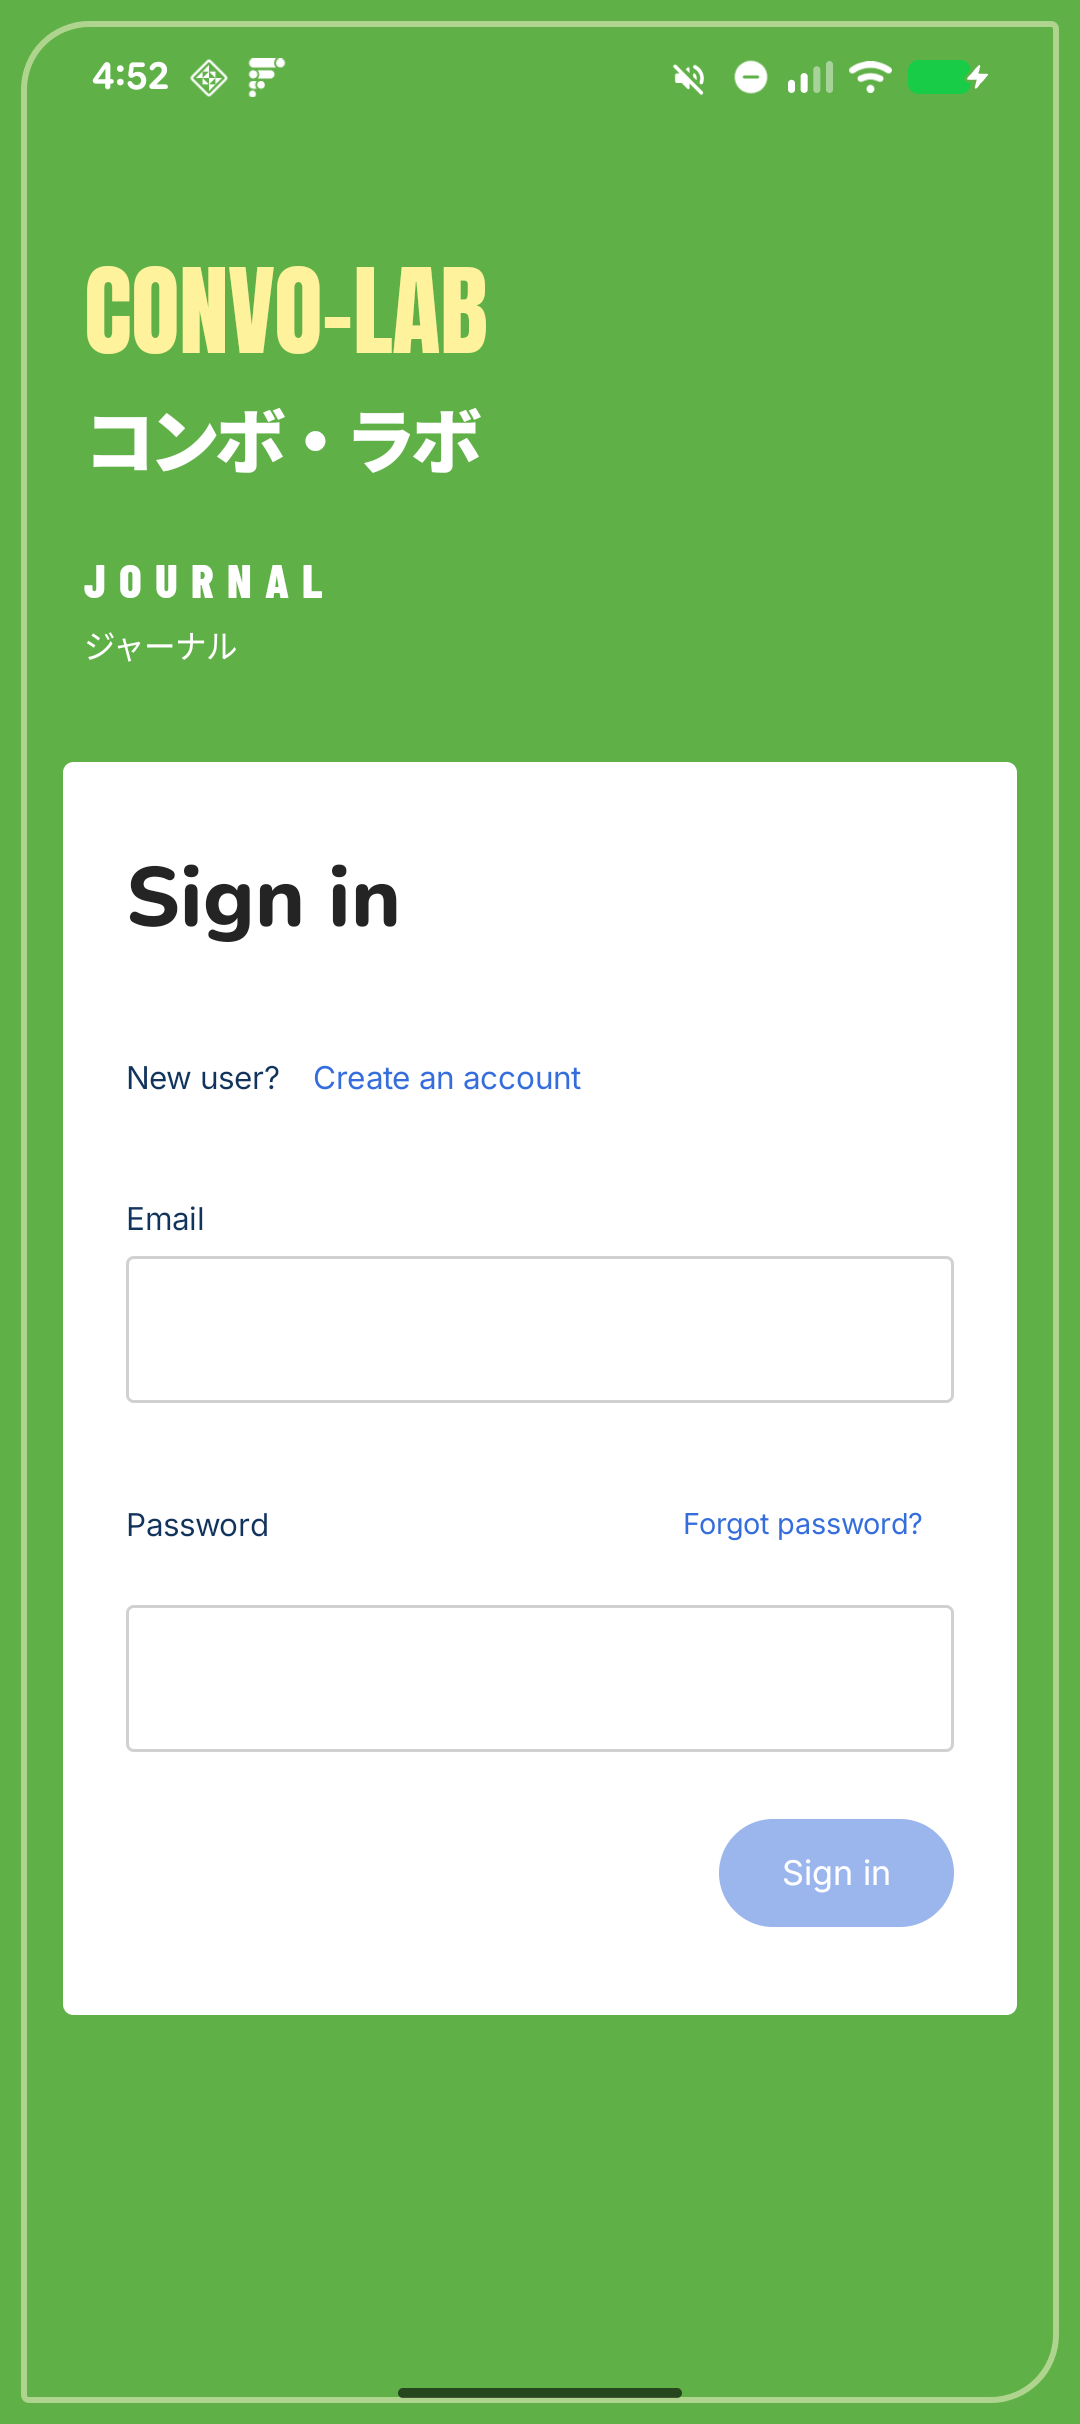 4:52
CONVO-LAB
コンボ・ラボ
JOURNAL
ジャーナル
Sign in
New user? Create an account
Email
Password Forgot password?
Sign in